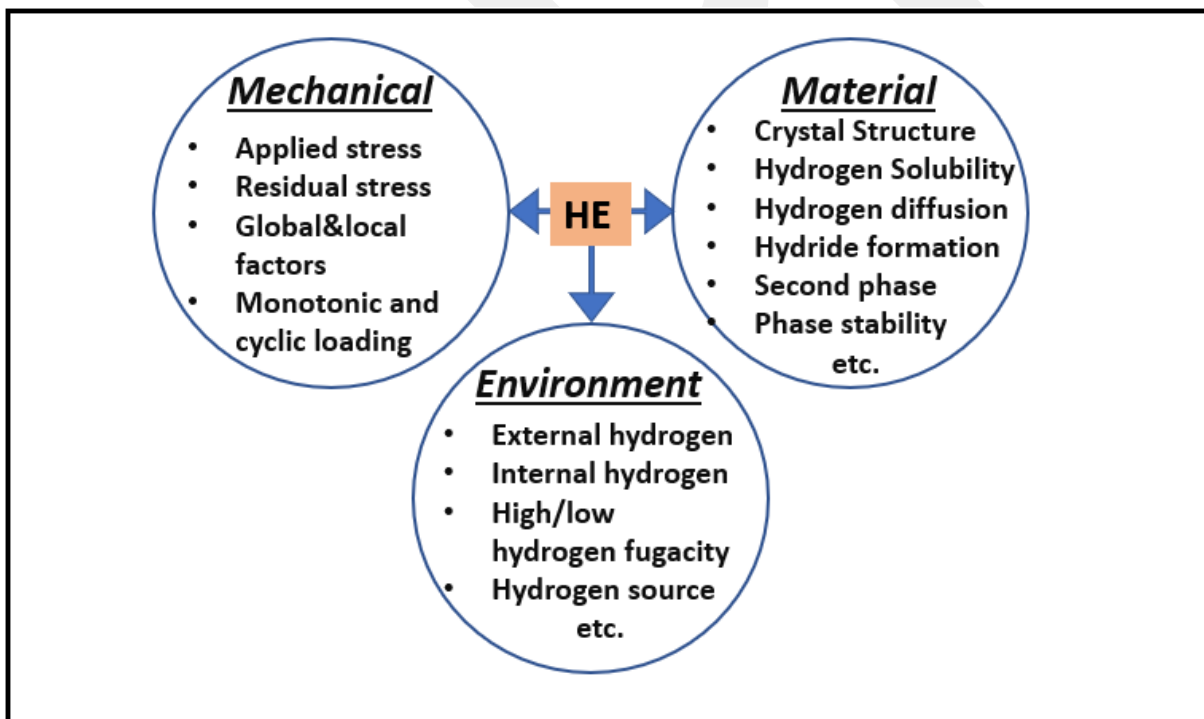 Mechanical
• Applied stress
• Residual stress
• Global&local
factors
• Monotonic and
cyclic loading
HE
Material
• Crystal Structure
• Hydrogen Solubility
• Hydrogen diffusion
• Hydride formation
• Second phase
• Phase stability
etc.
Environment
• External hydrogen
• Internal hydrogen
• High/low
hydrogen fugacity
• Hydrogen source
etc.